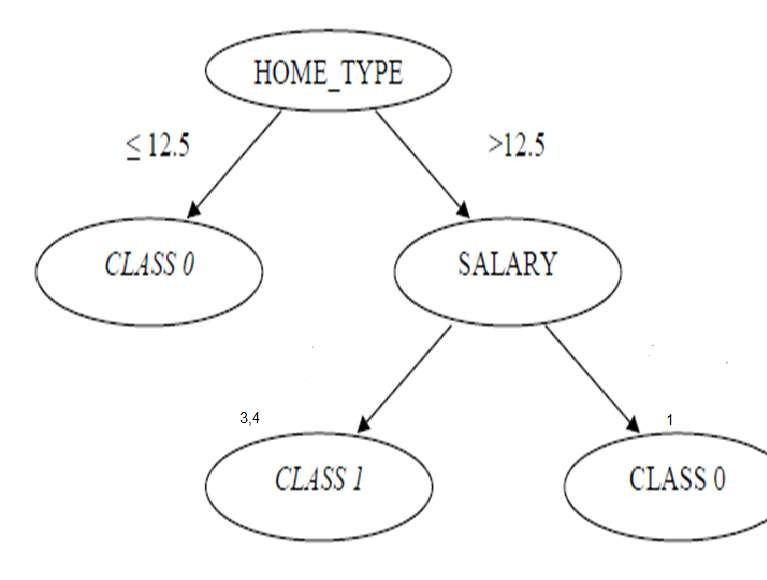 HOME_TYPE
≤ 12.5
>12.5
CLASS 0
SALARY
3,4
1
CLASS 1
CLASS 0